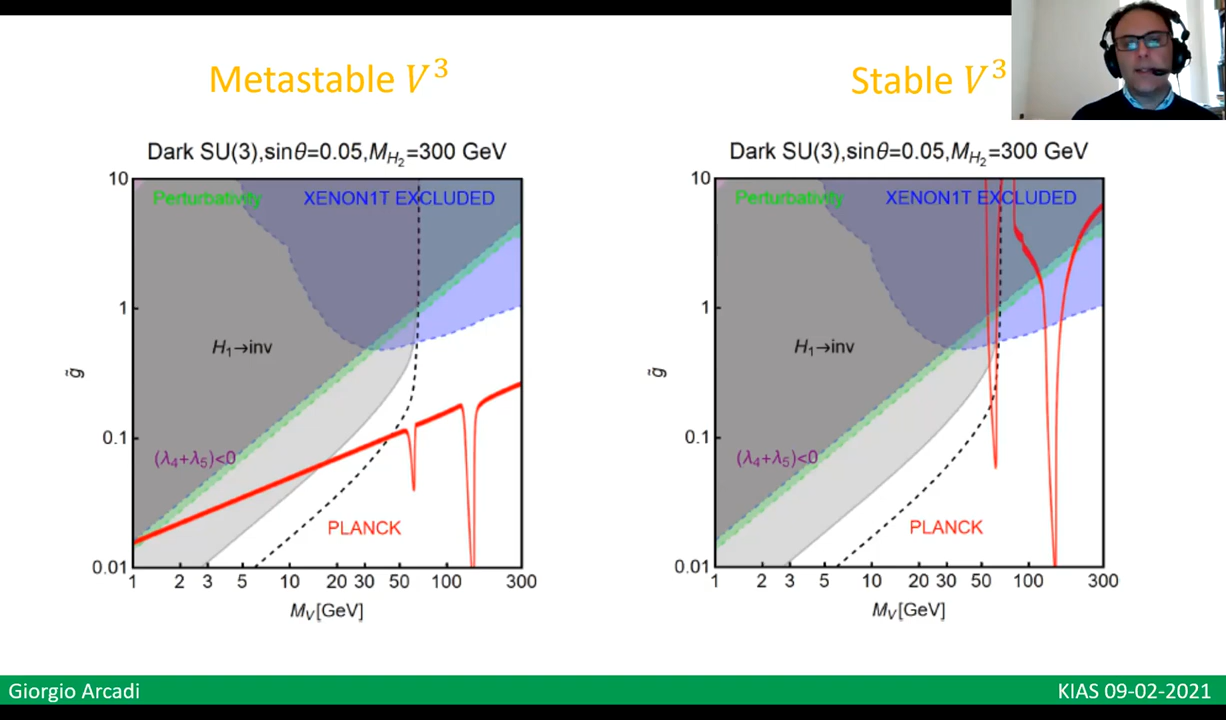 Metastable V³
Stable V³
Dark SU(3),sinθ=0.05,M_H₂=300 GeV
Perturbativity
XENON1T EXCLUDED
H₁→inv
(λ₄+λ₅)<0
PLANCK
10
1
0.1
0.01
g̃
1 2 3 5 10 20 30 50 100 300
M_V[GeV]
Dark SU(3),sinθ=0.05,M_H₂=300 GeV
Perturbativity
XENON1T EXCLUDED
H₁→inv
(λ₄+λ₅)<0
PLANCK
10
1
0.1
0.01
g̃
1 2 3 5 10 20 30 50 100 300
M_V[GeV]
Giorgio Arcadi
KIAS 09-02-2021